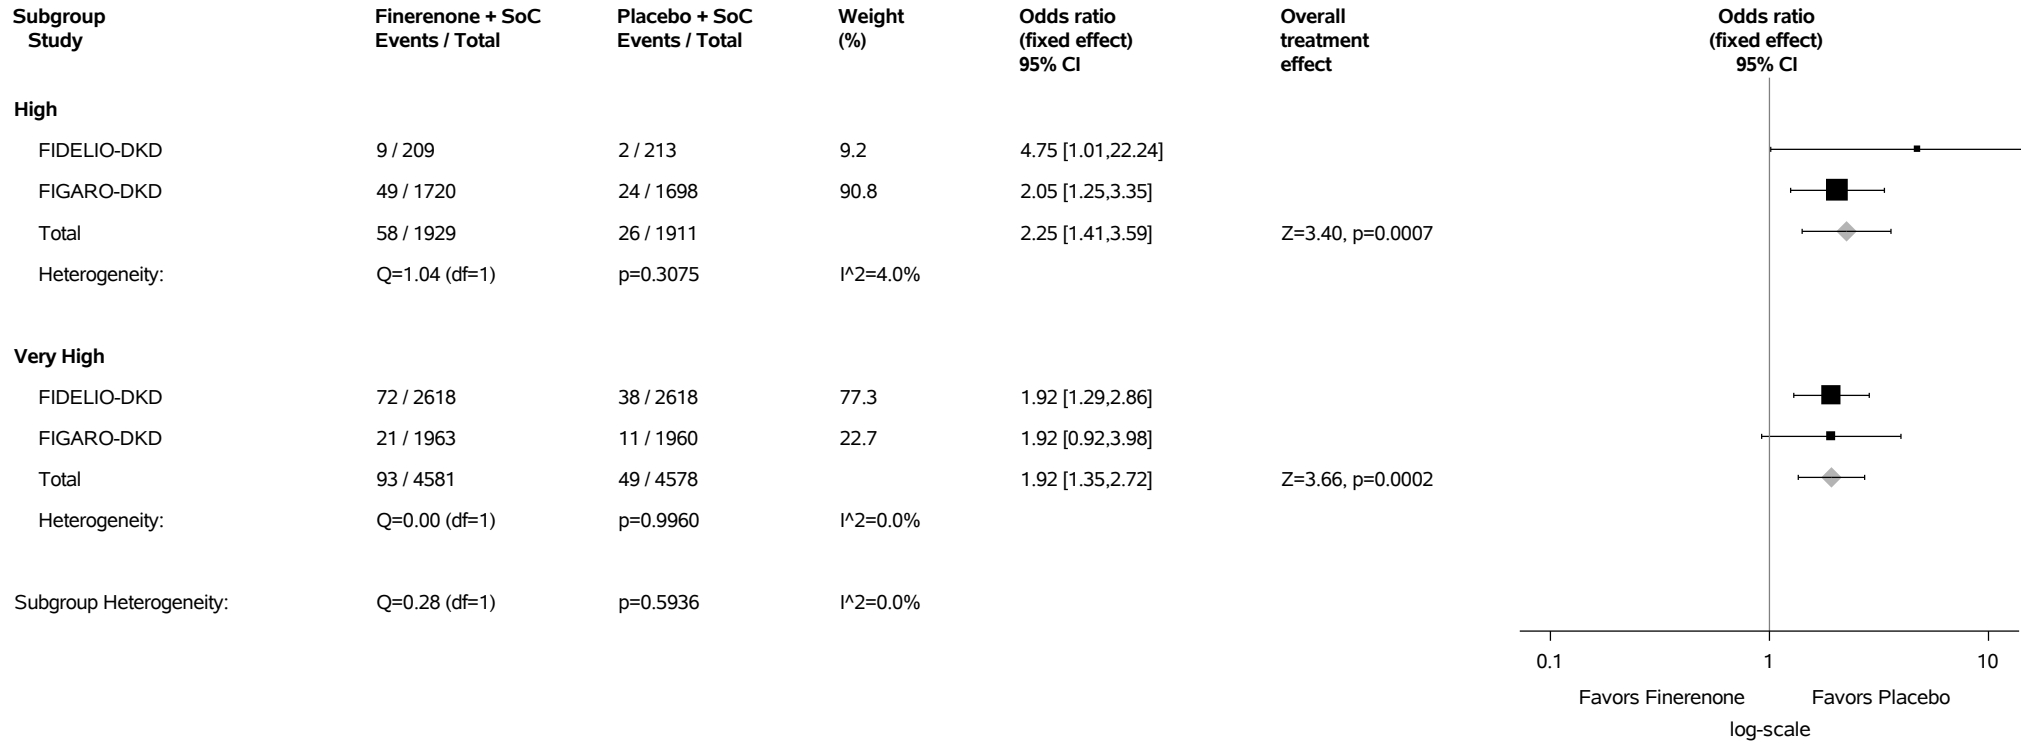 Subgroup Finerenone + SoC Placebo + SoC Weight Odds ratio Overall Odds ratio
Study Events / Total Events / Total (%) (fixed effect) treatment (fixed effect)
95% CI effect 95% CI
High
FIDELIO-DKD 9 / 209 2 / 213 9.2 4.75 [1.01,22.24]
FIGARO-DKD 49 / 1720 24 / 1698 90.8 2.05 [1.25,3.35]
Total 58 / 1929 26 / 1911 2.25 [1.41,3.59] Z=3.40, p=0.0007
Heterogeneity: Q=1.04 (df=1) p=0.3075 I^2=4.0%
Very High
FIDELIO-DKD 72 / 2618 38 / 2618 77.3 1.92 [1.29,2.86]
FIGARO-DKD 21 / 1963 11 / 1960 22.7 1.92 [0.92,3.98]
Total 93 / 4581 49 / 4578 1.92 [1.35,2.72] Z=3.66, p=0.0002
Heterogeneity: Q=0.00 (df=1) p=0.9960 I^2=0.0%
Subgroup Heterogeneity: Q=0.28 (df=1) p=0.5936 I^2=0.0%
0.1 1 10
Favors Finerenone Favors Placebo
log-scale